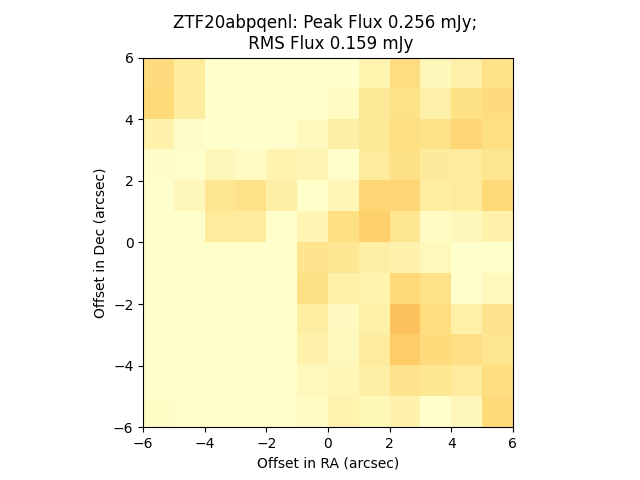 ZTF20abpqenl: Peak Flux 0.256 mJy;
RMS Flux 0.159 mJy
6
4
2
0
−2
−4
−6
Offset in Dec (arcsec)
−6 −4 −2 0 2 4 6
Offset in RA (arcsec)